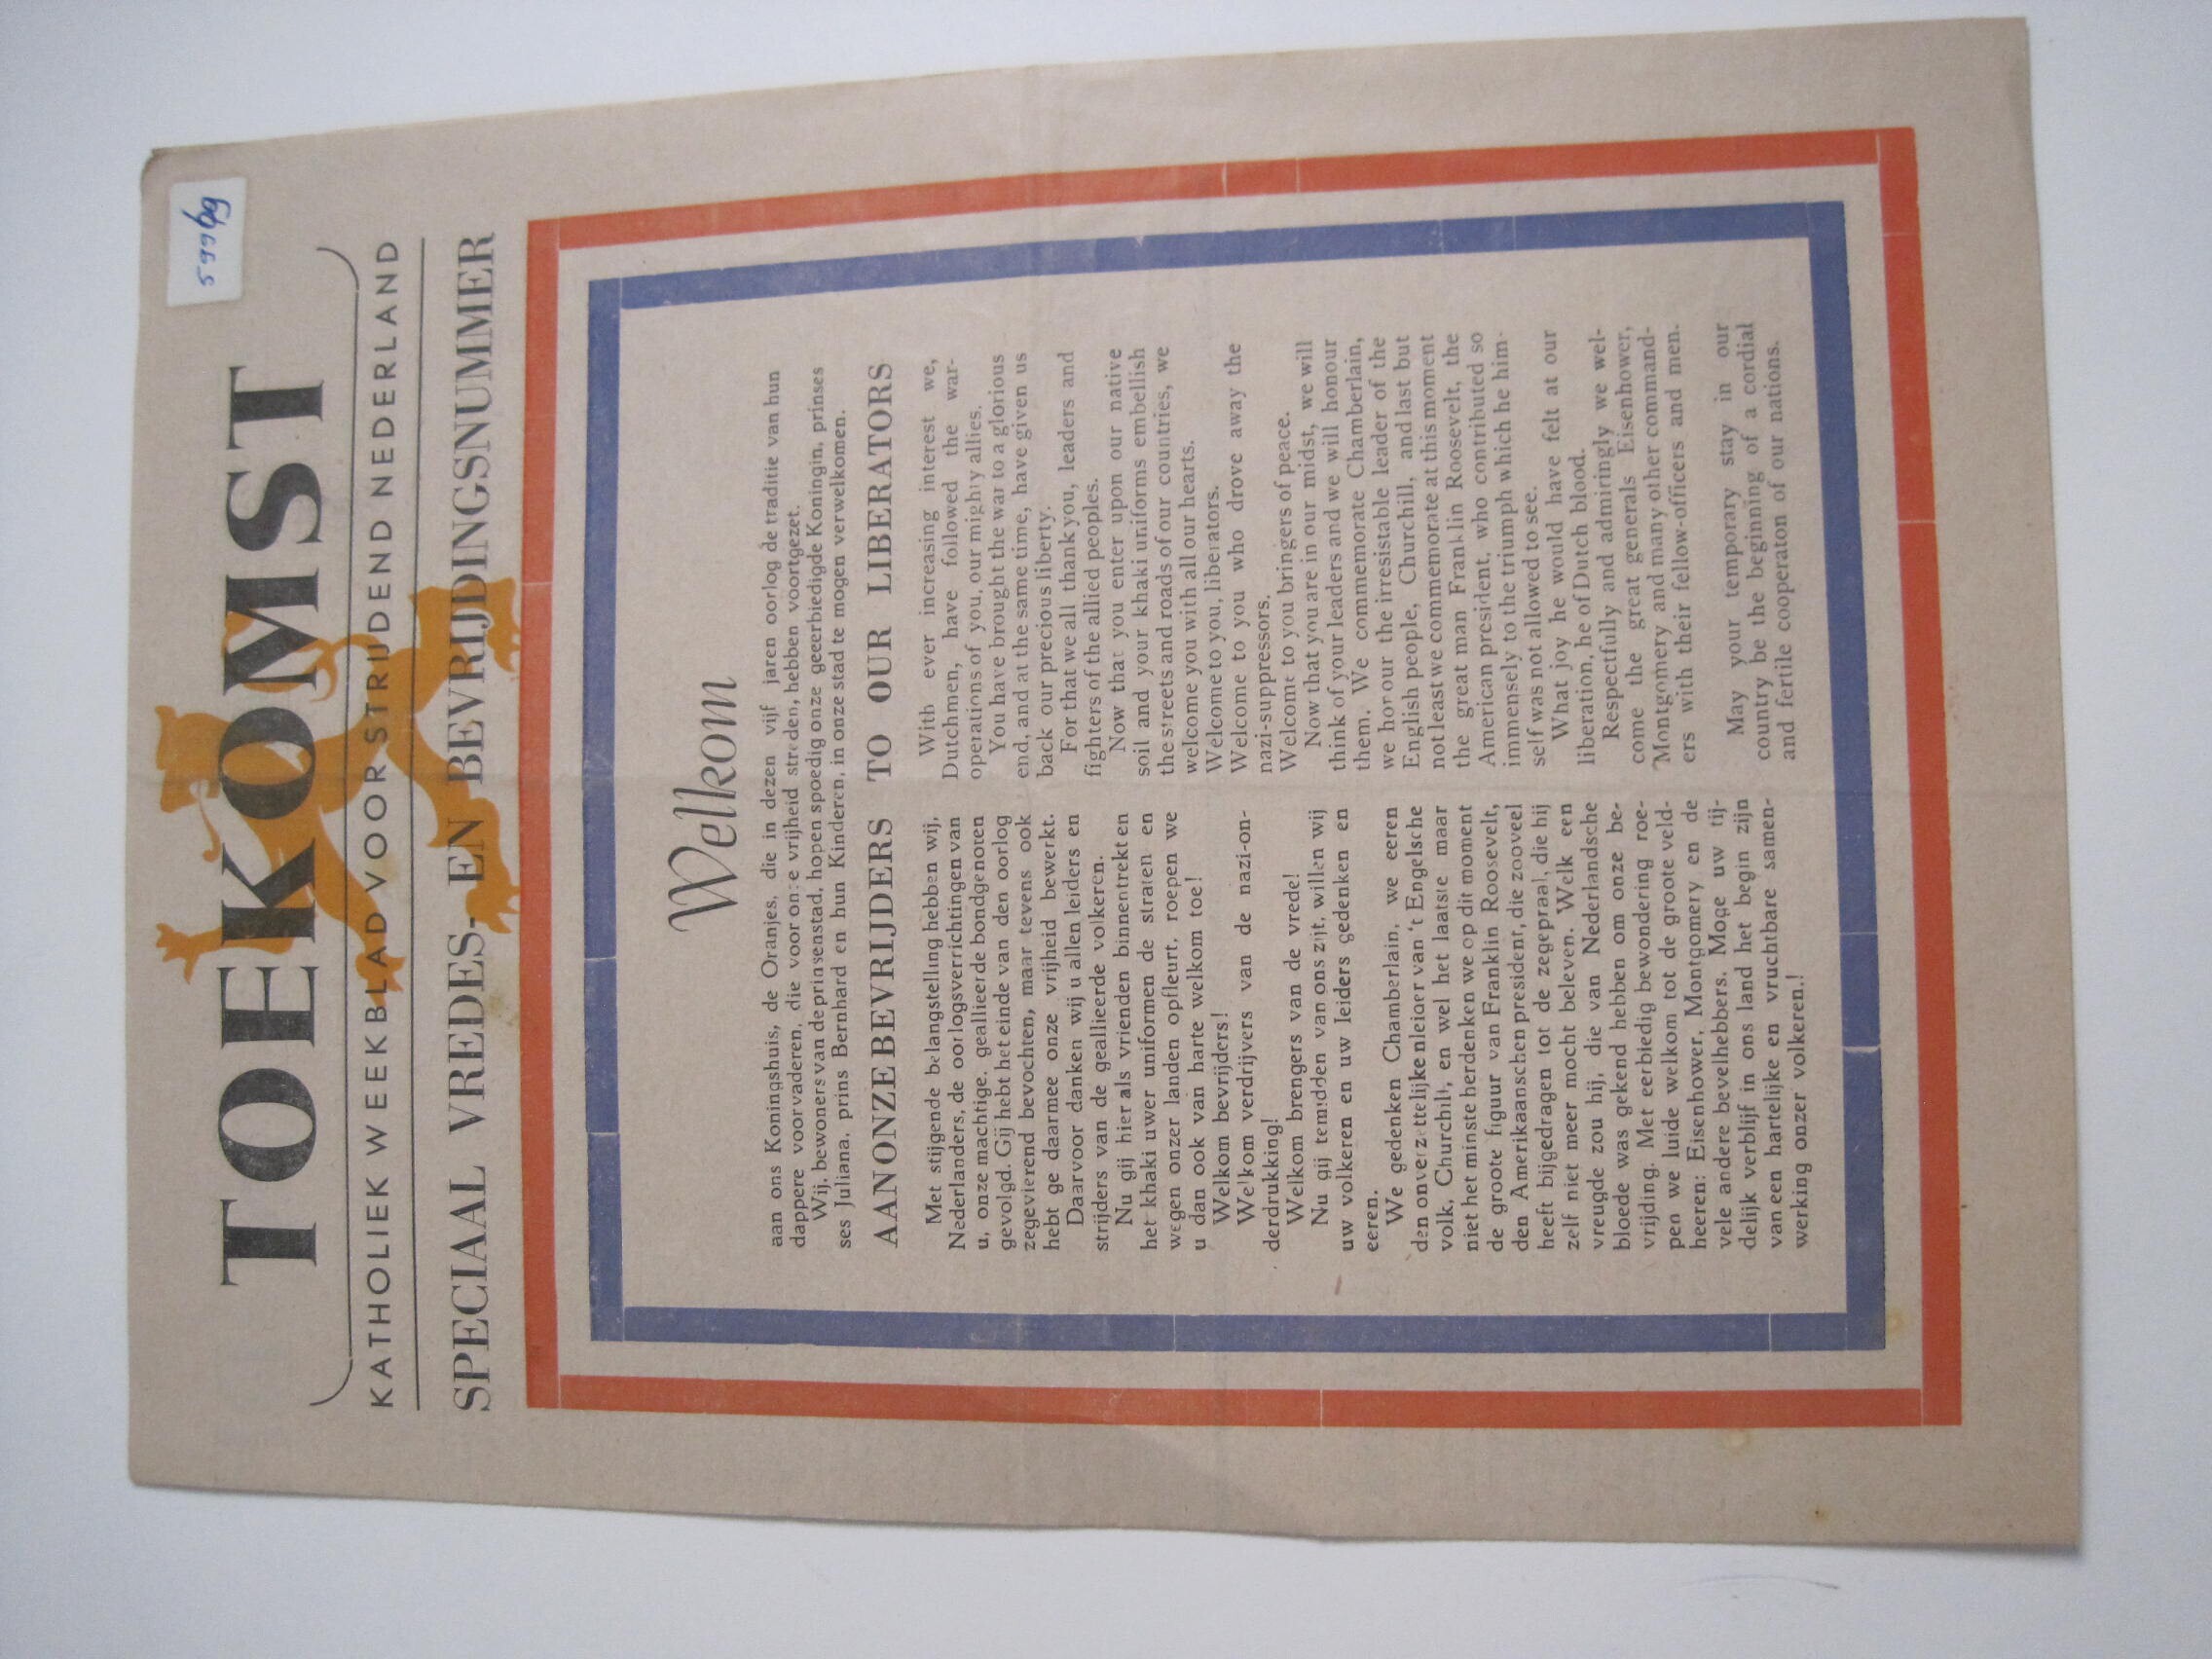 5996g
TOEKOMST
KATHOLIEK WEEKBLAD VOOR STRIJDEND NEDERLAND
SPECIAAL VREDES- EN BEVRIJDINGSNUMMER
Welkom
aan ons Koningshuis, de Oranjes, die in dezen vijf jaren oorlog de traditie van hun
dappere voorvaderen, die voor onze vrijheid streden, hebben voortgezet.
Wij, bewoners van de prinsenstad, hopen spoedig onze geëerbiedigde Koningin, prinses
ses Juliana, prins Bernhard en hun Kinderen, in onze stad te mogen verwelkomen.
AAN ONZE BEVRIJDERS
Met stijgende belangstelling hebben wij,
Nederlanders, de oorlogsverrichtingen van
u, onze machtige, geallieerde bondgenoten
gevolgd. Gij hebt het einde van den oorlog
zegevierend bevochten, maar tevens ook
hebt ge daarmee onze vrijheid bewerkt.
Daarvoor danken wij u allen leiders en
strijders van de geallieerde volkeren.
Nu gij hier als vrienden binnentrekt en
het khaki uwer uniformen de straten en
wegen onzer landen opfleurt, roepen we
u dan ook van harte welkom toe!
Welkom bevrijders!
Welkom verdrijvers van de nazi-on-
derdrukking!
Welkom brengers van de vrede!
Nu gij temidden van ons zijt, willen wij
uw volkeren en uw leiders gedenken en
eeren.
We gedenken Chamberlain, we eeren
den onverzettelijke nleider van 't Engelsche
volk, Churchill, en wel het laatste maar
niet het minste herdenken we op dit moment
de groote figuur van Franklin Roosevelt,
den Amerikaanschen president, die zooveel
heeft bijgedragen tot de zegepraal, die hij
zelf niet meer mocht beleven. Welk een
vreugde zou hij, die van Nederlandsche
bloede was gekend hebben om onze be-
vrijding. Met eerbiedig bewondering roe-
pen we luide welkom tot de groote veld-
heeren: Eisenhower, Montgomery en de
vele andere bevelhebbers. Moge uw tij-
delijk verblijf in ons land het begin zijn
van een hartelijke en vruchtbare samen-
werking onzer volkeren.!
TO OUR LIBERATORS
With ever increasing interest we,
Dutchmen, have followed the war-
operations of you, our mighty allies.
You have brought the war to a glorious
end, and at the same time, have given us
back our precious liberty.
For that we all thank you, leaders and
fighters of the allied peoples.
Now that you enter upon our native
soil and your khaki uniforms embellish
the streets and roads of our countries, we
welcome you with all our hearts.
Welcome to you, liberators.
Welcome to you who drove away the
nazi-suppressors.
Welcome to you bringers of peace.
Now that you are in our midst, we will
think of your leaders and we will honour
them. We commemorate Chamberlain,
we honour the irresistable leader of the
English people, Churchill, and last but
not least we commemorate at this moment
the great man Franklin Roosevelt, the
American president, who contributed so
immensely to the triumph which he him-
self was not allowed to see.
What joy he would have felt at our
liberation, he of Dutch blood.
Respectfully and admiringly we wel-
come the great generals Eisenhower,
Montgomery and many other command-
ers with their fellow-officers and men.
May your temporary stay in our
country be the beginning of a cordial
and fertile cooperaton of our nations.